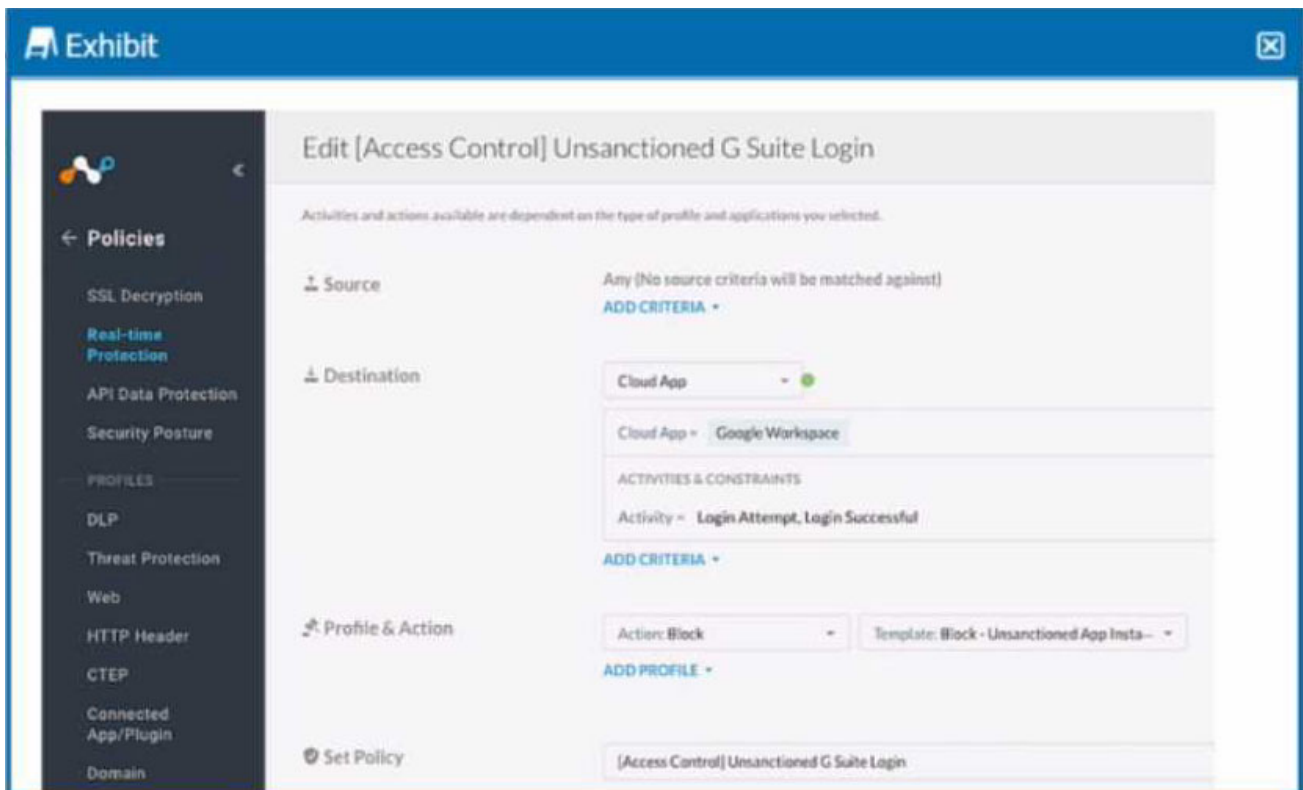 Exhibit
Edit [Access Control] Unsanctioned G Suite Login
Activities and actions available are dependent on the type of profile and applications you selected.
Policies
SSL Decryption
Real-time
Protection
API Data Protection
Security Posture
PROFILES
DLP
Threat Protection
Web
HTTP Header
CTEP
Connected
App/Plugin
Domain
Source
Any (No source criteria will be matched against)
ADD CRITERIA
Destination
Cloud App
Cloud App = Google Workspace
ACTIVITIES & CONSTRAINTS
Activity = Login Attempt, Login Successful
ADD CRITERIA
Profile & Action
Action: Block
Template: Block - Unsanctioned App Insta...
ADD PROFILE
Set Policy
[Access Control] Unsanctioned G Suite Login